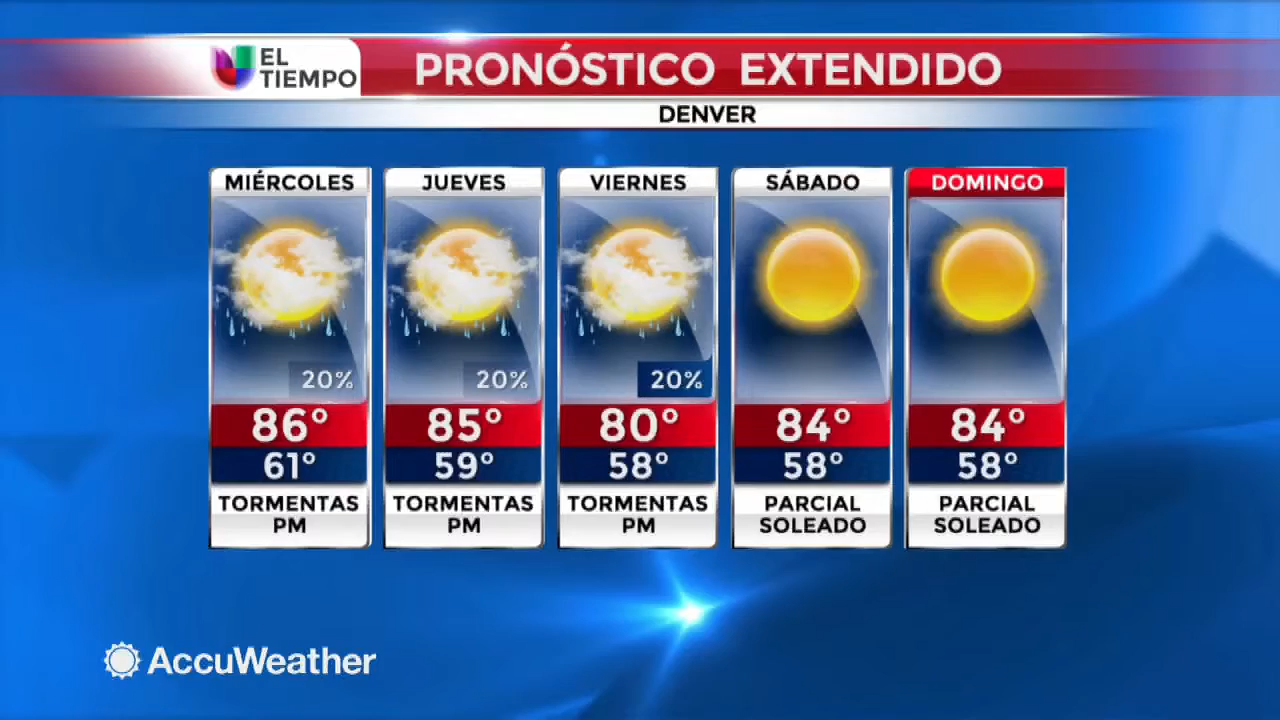 EL
TIEMPO
PRONÓSTICO EXTENDIDO
DENVER
MIÉRCOLES
20%
86°
61°
TORMENTAS
PM
JUEVES
20%
85°
59°
TORMENTAS
PM
VIERNES
20%
80°
58°
TORMENTAS
PM
SÁBADO
84°
58°
PARCIAL
SOLEADO
DOMINGO
84°
58°
PARCIAL
SOLEADO
AccuWeather